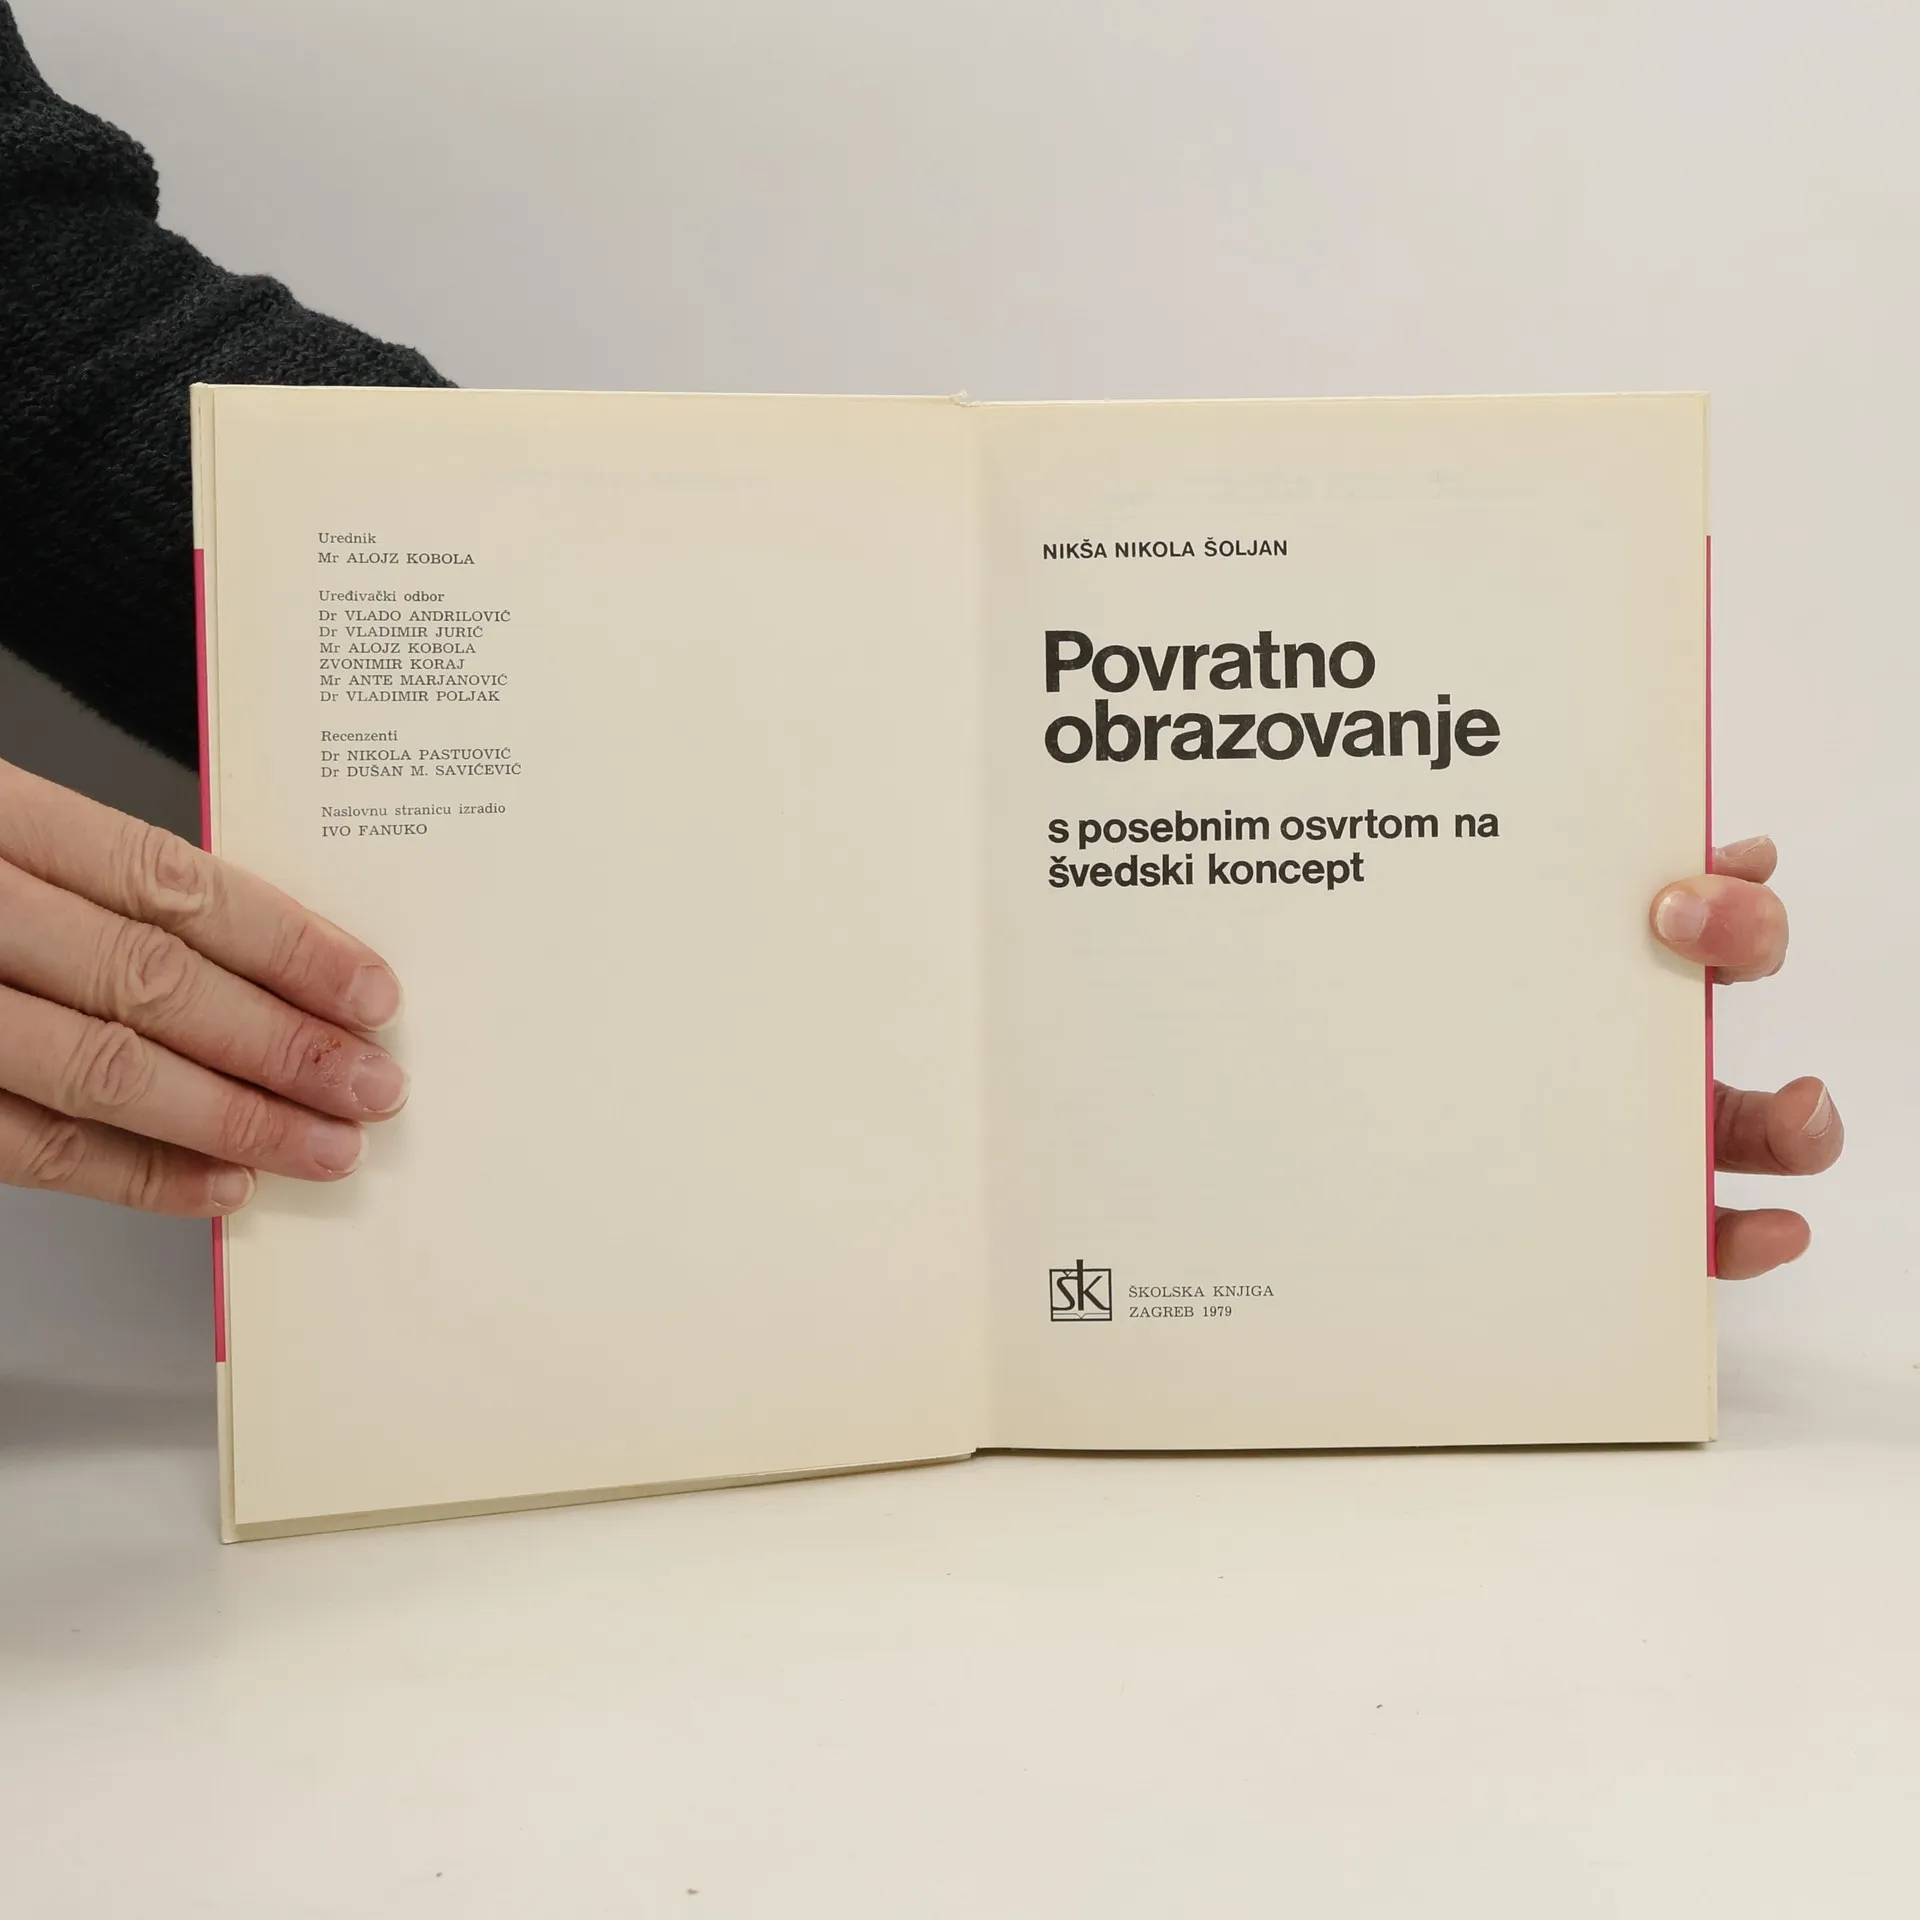 Urednik
Mr ALOJZ KOBOLA
Uređivački odbor
Dr VLADO ANDRILOVIĆ
Dr VLADIMIR JURIĆ
Mr ALOJZ KOBOLA
ZVONIMIR KORAJ
Mr ANTE MARJANOVIĆ
Dr VLADIMIR POLJAK
Recenzenti
Dr NIKOLA PASTUOVIĆ
Dr DUŠAN M. SAVIĆEVIĆ
Naslovnu stranicu izradio
IVO FANUKO
NIKŠA NIKOLA ŠOLJAN
Povratno
obrazovanje
s posebnim osvrtom na
švedski koncept
šk
ŠKOLSKA KNJIGA
ZAGREB 1979